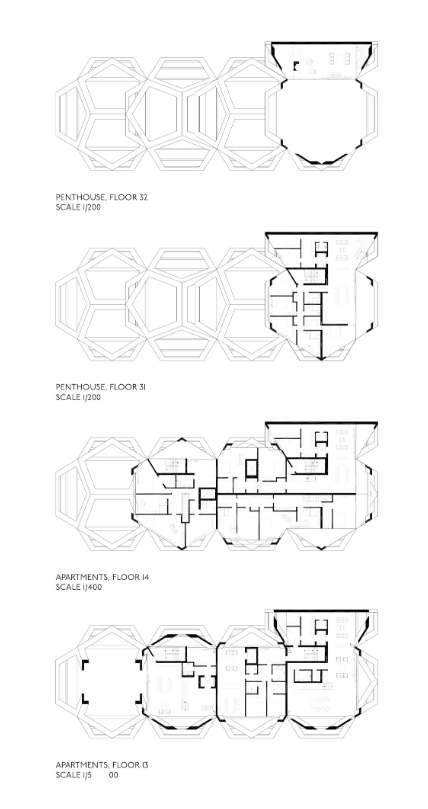 PENTHOUSE, FLOOR 32
SCALE 1/200
PENTHOUSE, FLOOR 31
SCALE 1/200
APARTMENTS, FLOOR 14
SCALE 1/400
APARTMENTS, FLOOR 13
SCALE 1/5 00